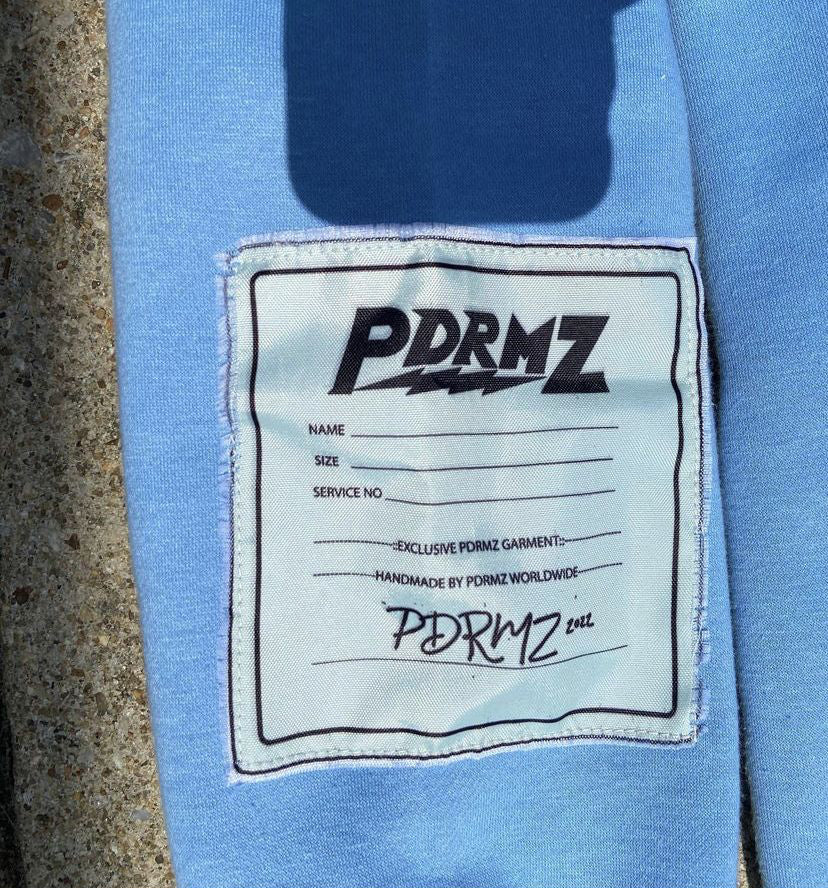 PDRMZ
NAME
SIZE
SERVICE NO
::EXCLUSIVE PDRMZ GARMENT::
HANDMADE BY PDRMZ WORLDWIDE
PDRMZ 2022